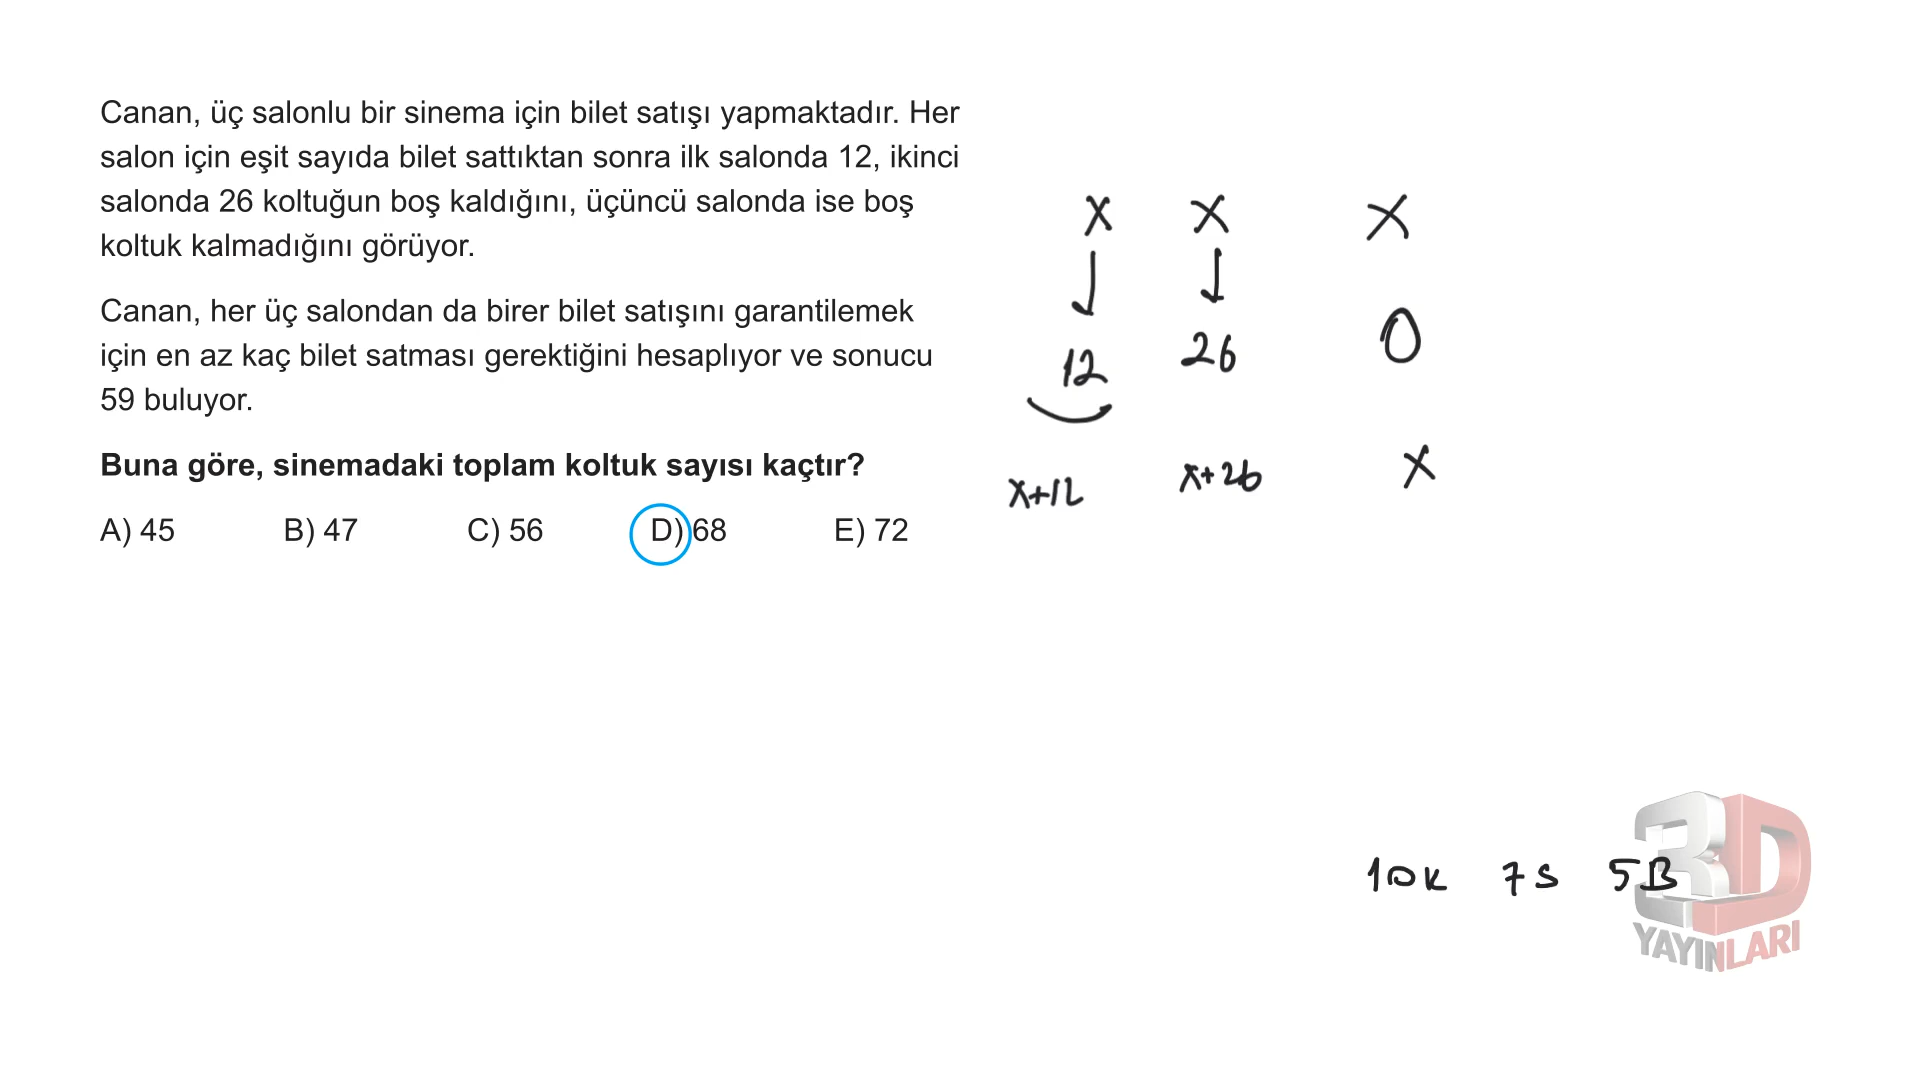 Canan, üç salonlu bir sinema için bilet satışı yapmaktadır. Her
salon için eşit sayıda bilet sattıktan sonra ilk salonda 12, ikinci
salonda 26 koltuğun boş kaldığını, üçüncü salonda ise boş
koltuk kalmadığını görüyor.
Canan, her üç salondan da birer bilet satışını garantilemek
için en az kaç bilet satması gerektiğini hesaplıyor ve sonucu
59 buluyor.
Buna göre, sinemadaki toplam koltuk sayısı kaçtır?
A) 45 B) 47 C) 56 D) 68 E) 72
x x x
12 26 0
x+12 x+26 x
10K 7S 5B
3D
YAYINLARI